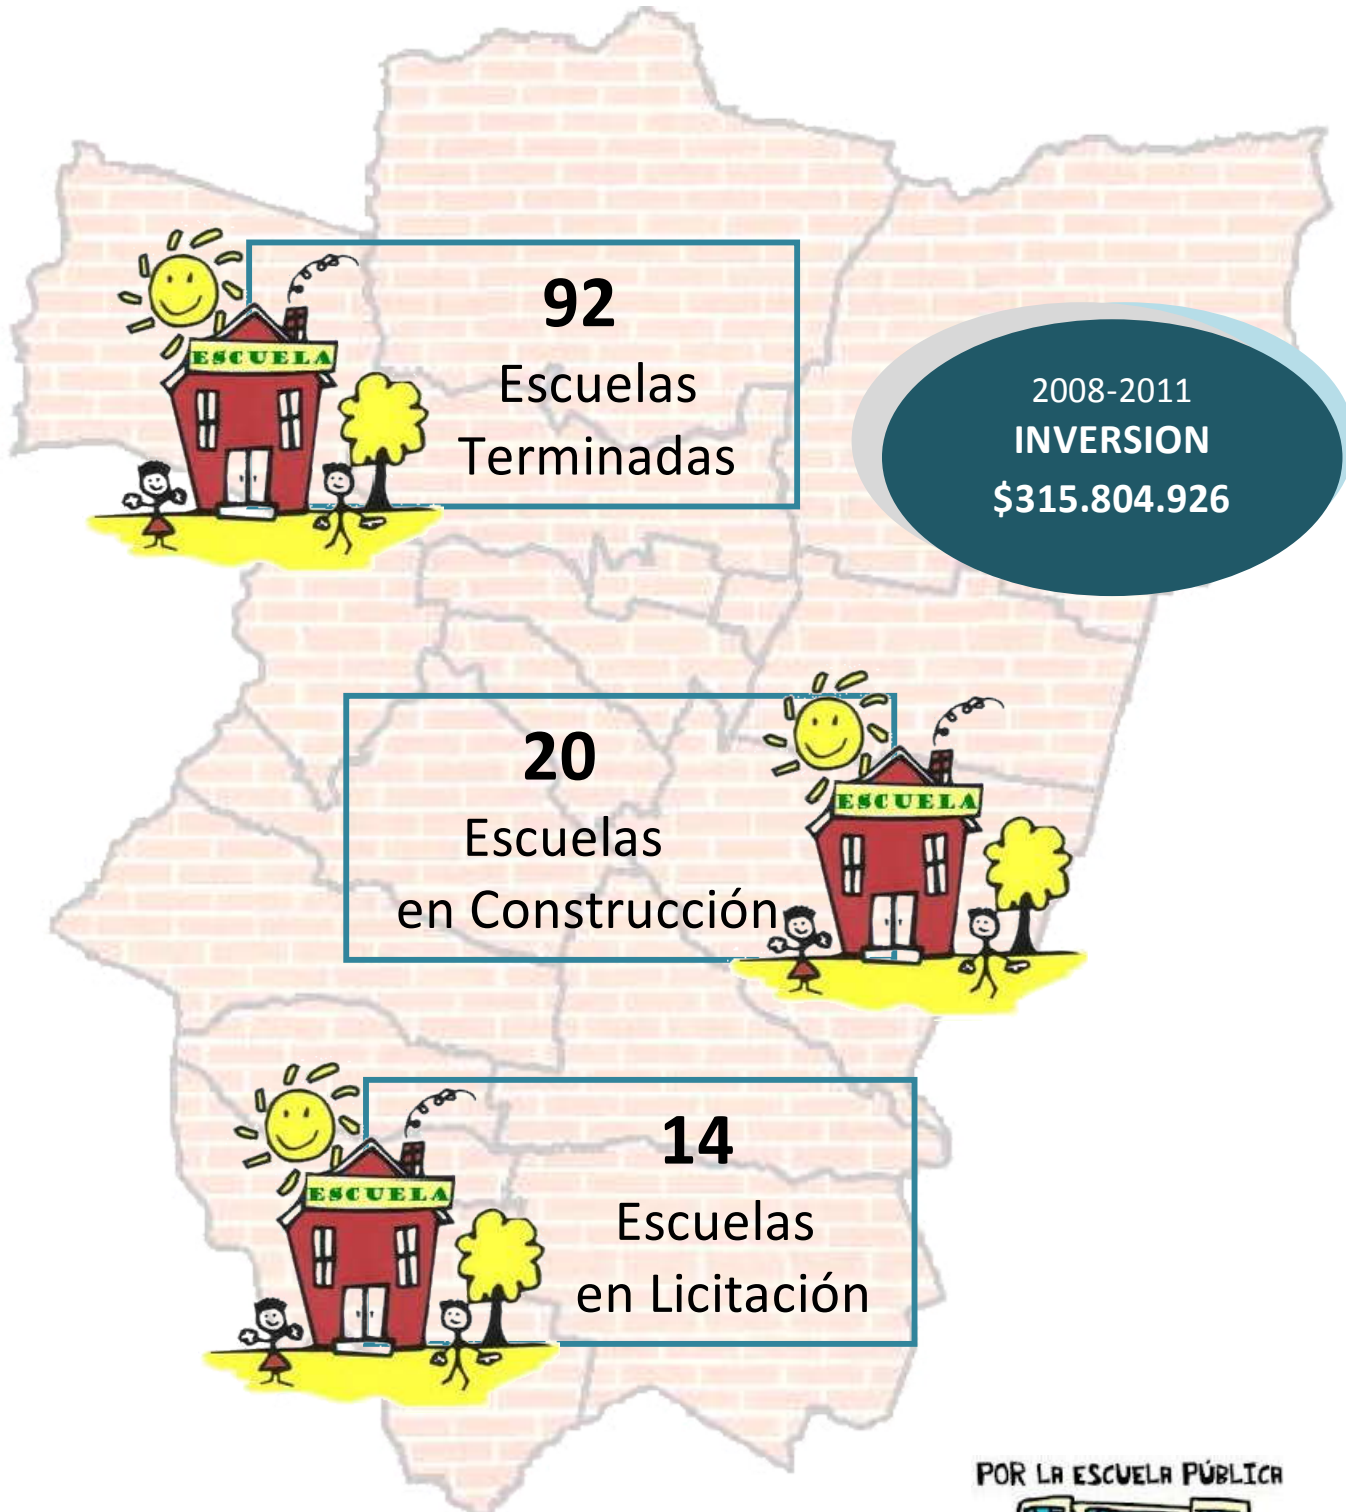 92
Escuelas
Terminadas
ESCUELA
2008-2011
INVERSION
$315.804.926
20
Escuelas
en Construcción
ESCUELA
14
Escuelas
en Licitación
ESCUELA
POR LA ESCUELA PÚBLICA